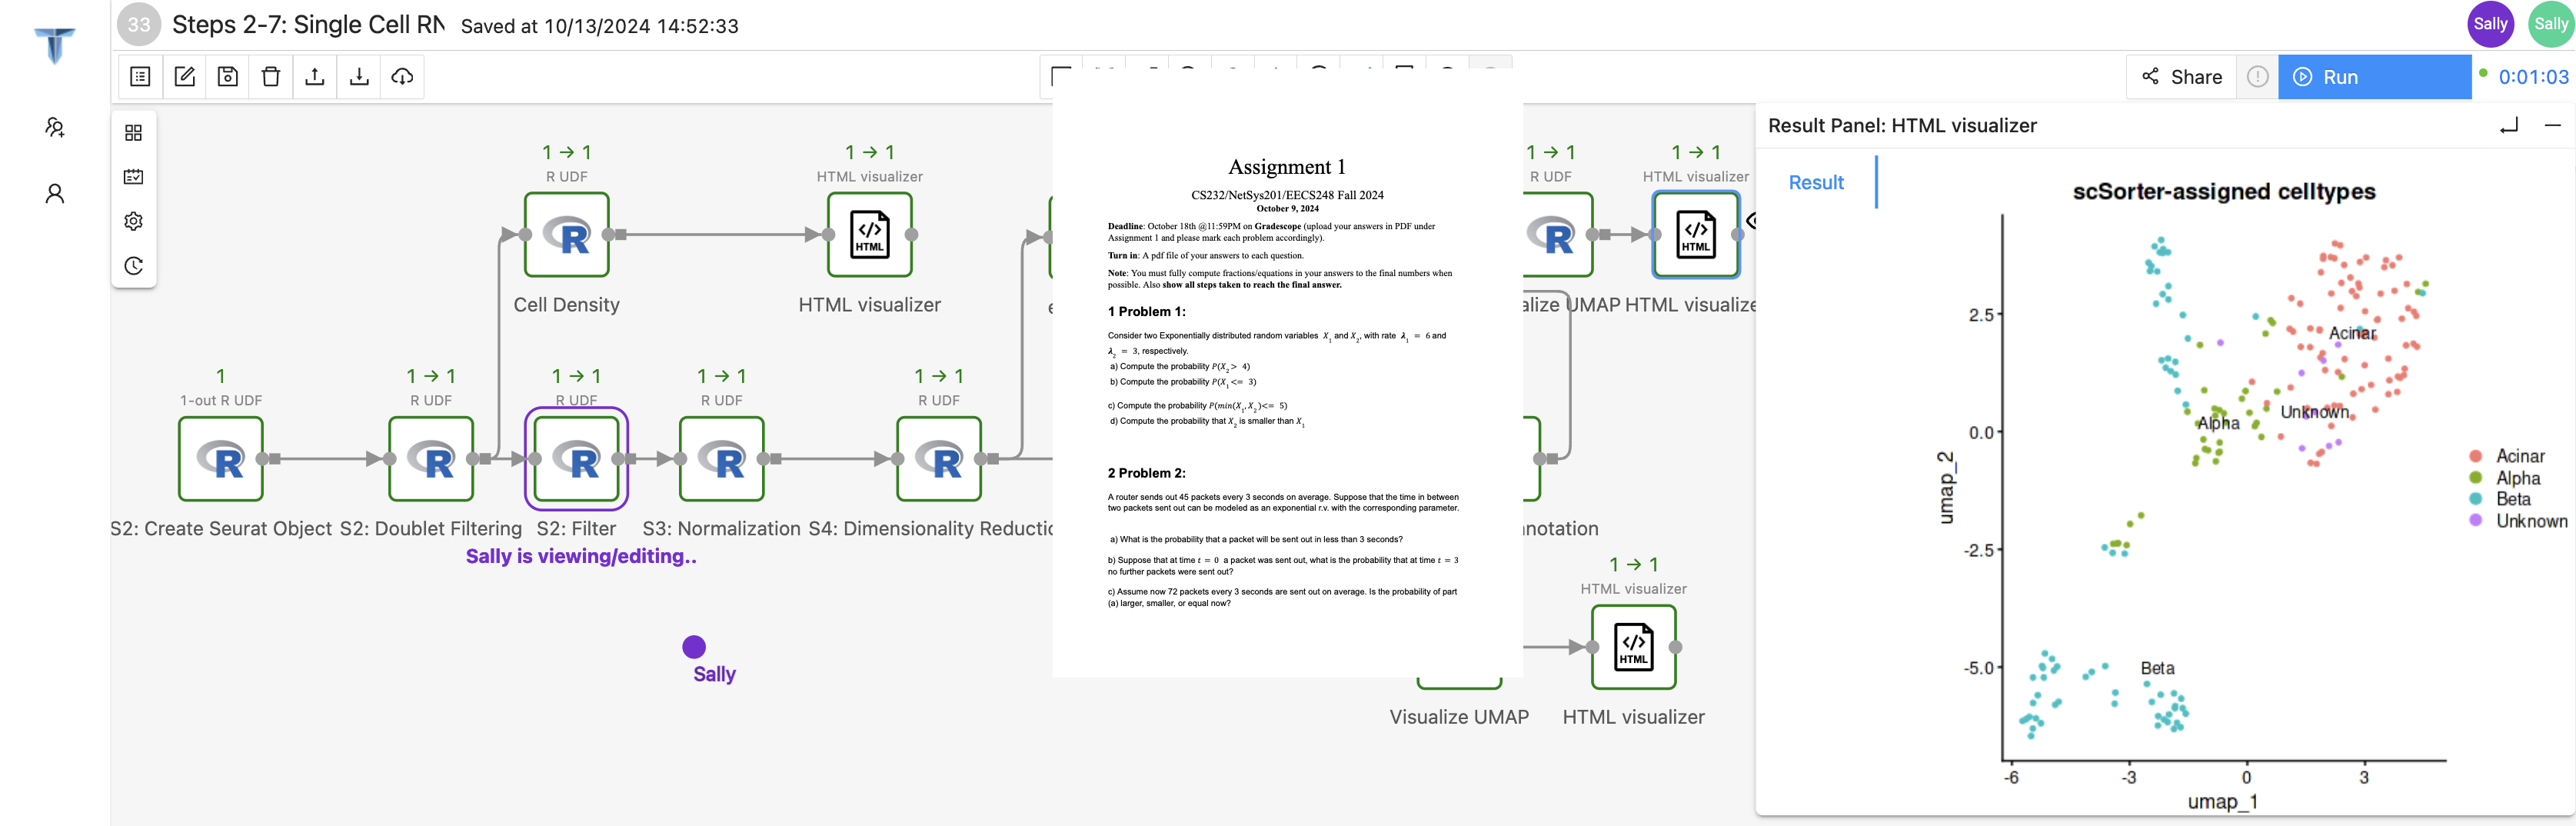 33
Steps 2-7: Single Cell RN
Saved at 10/13/2024 14:52:33
Sally
Sally
Share
Run
0:01:03
1 → 1
R UDF
Cell Density
1 → 1
HTML visualizer
HTML
HTML visualizer
1 → 1
R UDF
alize UMAP
1 → 1
HTML visualizer
HTML
HTML visualize
1
1-out R UDF
R
S2: Create Seurat Object
1 → 1
R UDF
R
S2: Doublet Filtering
1 → 1
R UDF
R
S2: Filter
Sally is viewing/editing..
1 → 1
R UDF
R
S3: Normalization
1 → 1
R UDF
R
S4: Dimensionality Reductio
notation
Sally
Visualize UMAP
1 → 1
HTML visualizer
HTML
HTML visualizer
Assignment 1
CS232/NetSys201/EECS248 Fall 2024
October 9, 2024
Deadline: October 18th @11:59PM on Gradescope (upload your answers in PDF under
Assignment 1 and please mark each problem accordingly).
Turn in: A pdf file of your answers to each question.
Note: You must fully compute fractions/equations in your answers to the final numbers when
possible. Also show all steps taken to reach the final answer.
1 Problem 1:
Consider two Exponentially distributed random variables X₁ and X₂, with rate λ₁ = 6 and
λ₂ = 3, respectively.
a) Compute the probability P(X₂ > 4)
b) Compute the probability P(X₁ <= 3)
c) Compute the probability P(min(X₁, X₂) <= 5)
d) Compute the probability that X₂ is smaller than X₁
2 Problem 2:
A router sends out 45 packets every 3 seconds on average. Suppose that the time in between
two packets sent out can be modeled as an exponential r.v. with the corresponding parameter.
a) What is the probability that a packet will be sent out in less than 3 seconds?
b) Suppose that at time t = 0 a packet was sent out, what is the probability that at time t = 3
no further packets were sent out?
c) Assume now 72 packets every 3 seconds are sent out on average. Is the probability of part
(a) larger, smaller, or equal now?
Result Panel: HTML visualizer
Result
scSorter-assigned celltypes
umap_2
2.5
0.0
-2.5
-5.0
Acinar
Unknown
Alpha
Beta
-6
-3
0
3
umap_1
Acinar
Alpha
Beta
Unknown